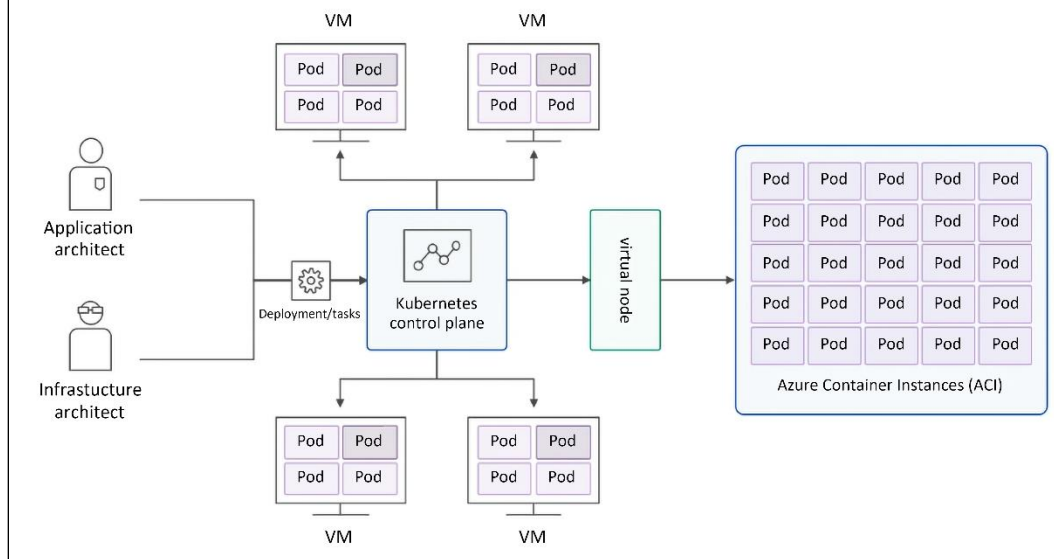 VM
VM
Pod Pod
Pod Pod
Pod Pod
Pod Pod
Application
architect
Infrastucture
architect
Deployment/tasks
Kubernetes
control plane
virtual node
Pod Pod Pod Pod Pod
Pod Pod Pod Pod Pod
Pod Pod Pod Pod Pod
Pod Pod Pod Pod Pod
Pod Pod Pod Pod Pod
Azure Container Instances (ACI)
Pod Pod
Pod Pod
Pod Pod
Pod Pod
VM
VM